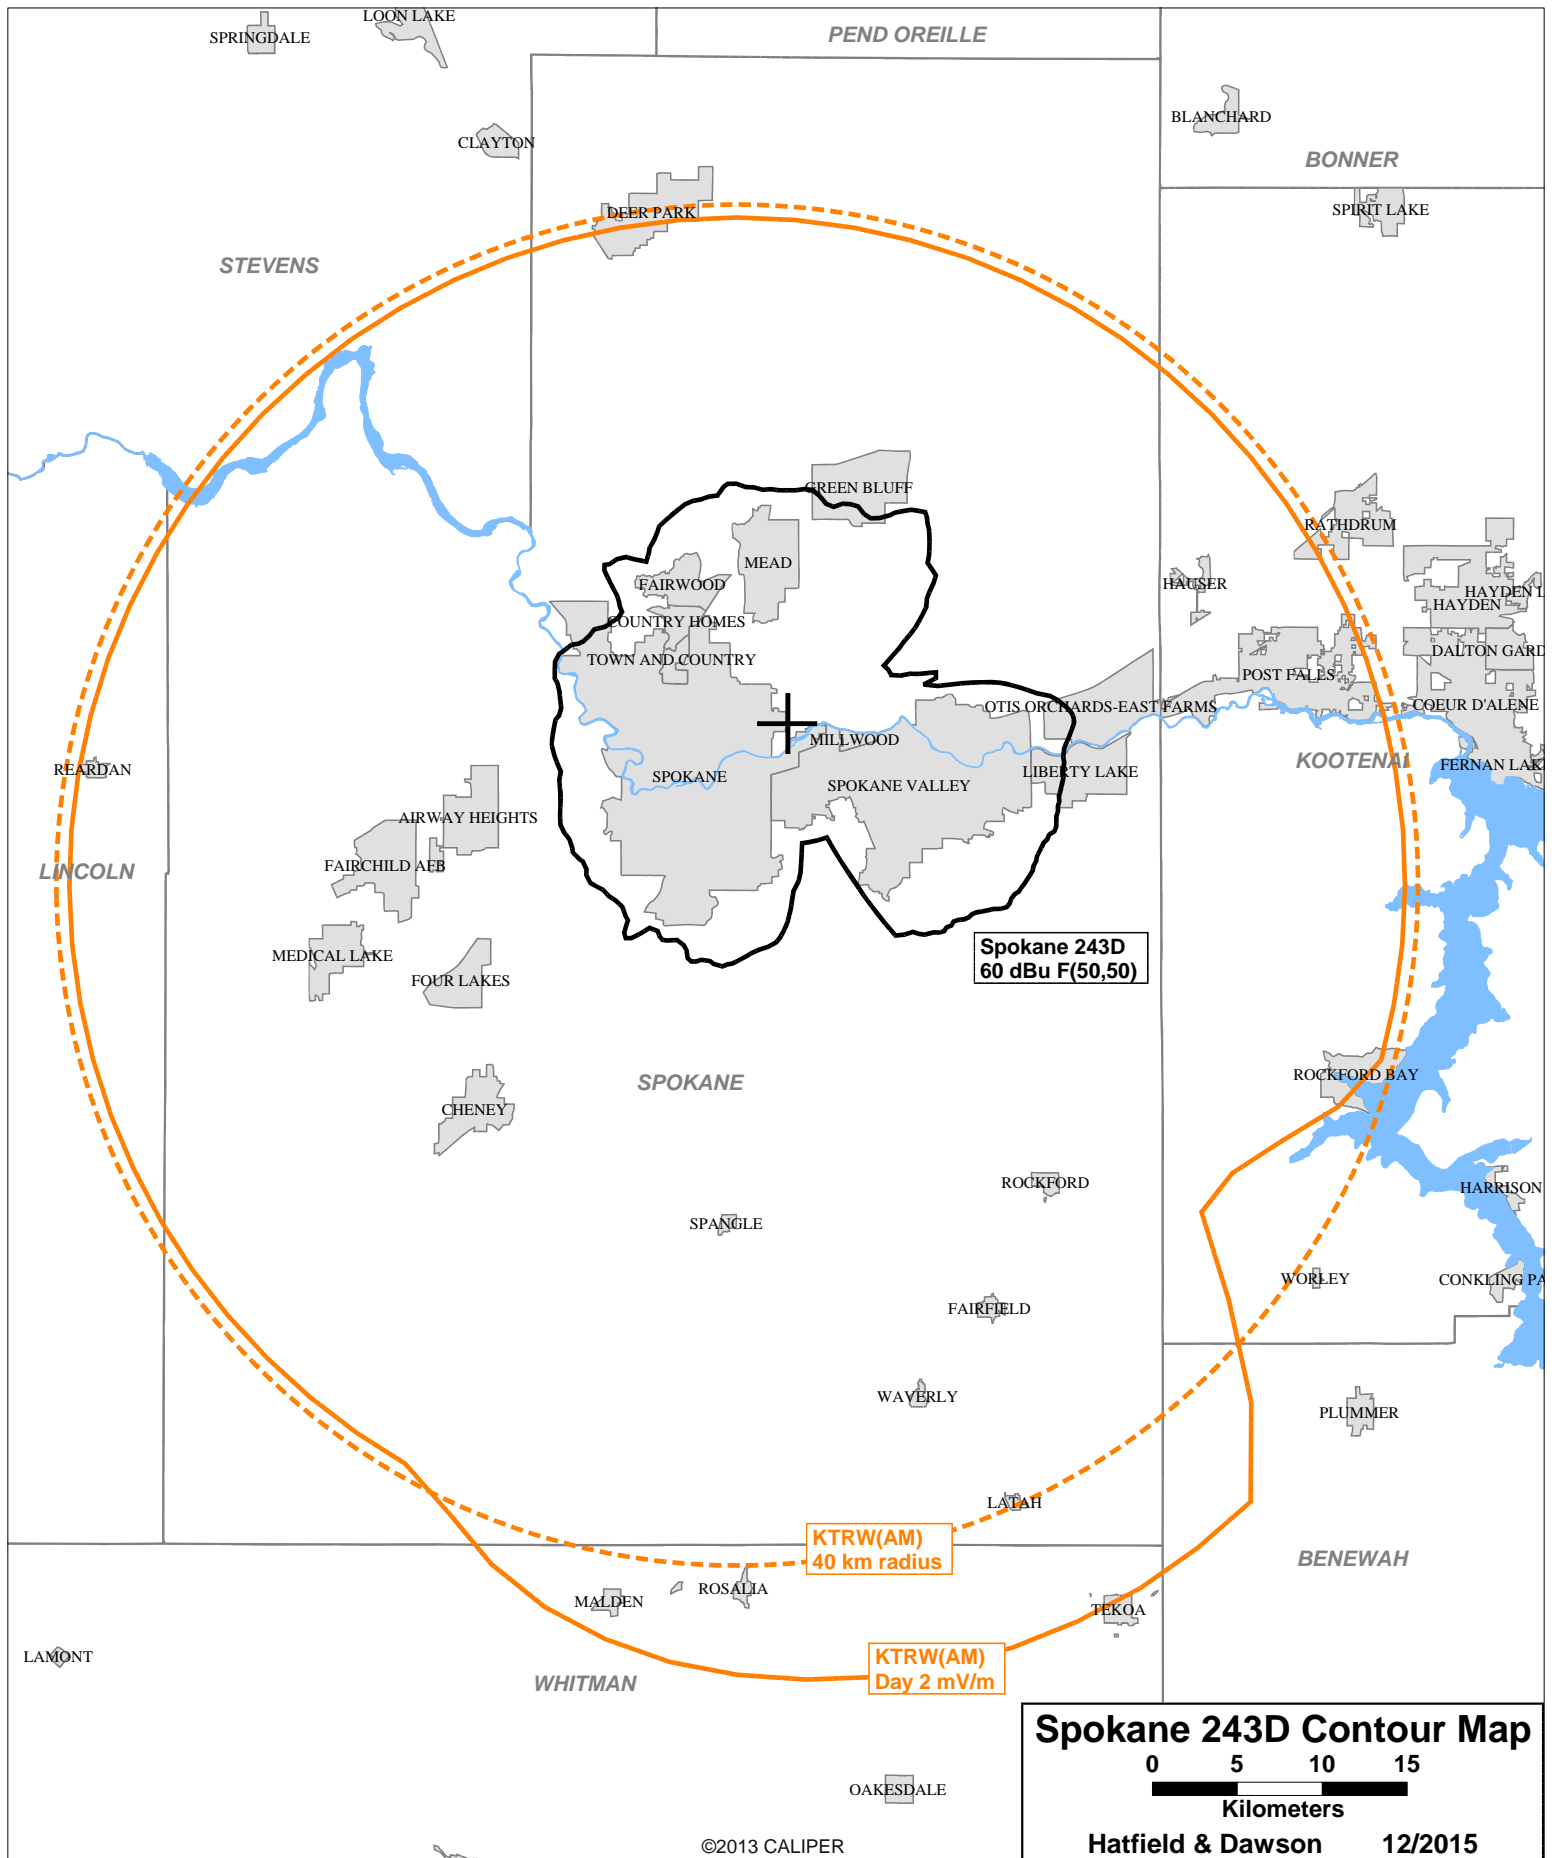 LOON LAKE
SPRINGDALE
PEND OREILLE
BLANCHARD
CLAYTON
BONNER
DEER PARK
SPIRIT LAKE
STEVENS
GREEN BLUFF
RATHDRUM
MEAD
HAUSER
FAIRWOOD
HAYDEN L
HAYDEN
COUNTRY HOMES
DALTON GARD
TOWN AND COUNTRY
POST FALLS
OTIS ORCHARDS-EAST FARMS
COEUR D'ALENE
MILLWOOD
KOOTENAI
FERNAN LAK
REARDAN
SPOKANE
LIBERTY LAKE
SPOKANE VALLEY
AIRWAY HEIGHTS
FAIRCHILD AFB
LINCOLN
Spokane 243D
60 dBu F(50,50)
MEDICAL LAKE
FOUR LAKES
ROCKFORD BAY
SPOKANE
CHENEY
ROCKFORD
HARRISON
SPANGLE
WORLEY
CONKLING PA
FAIRFIELD
WAVERLY
PLUMMER
LATAH
KTRW(AM)
40 km radius
BENEWAH
ROSALIA
MALDEN
TEKOA
LAMONT
KTRW(AM)
Day 2 mV/m
WHITMAN
Spokane 243D Contour Map
0 5 10 15
Kilometers
OAKESDALE
©2013 CALIPER
Hatfield & Dawson 12/2015